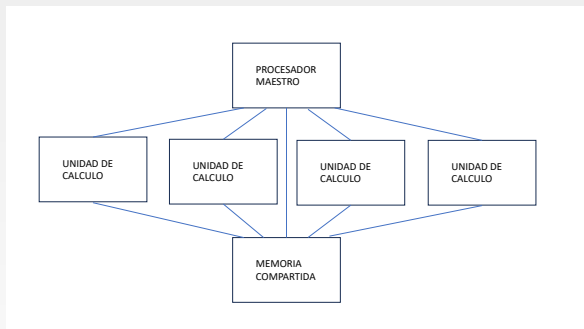 PROCESADOR
MAESTRO
UNIDAD DE
CALCULO
UNIDAD DE
CALCULO
UNIDAD DE
CALCULO
UNIDAD DE
CALCULO
MEMORIA
COMPARTIDA